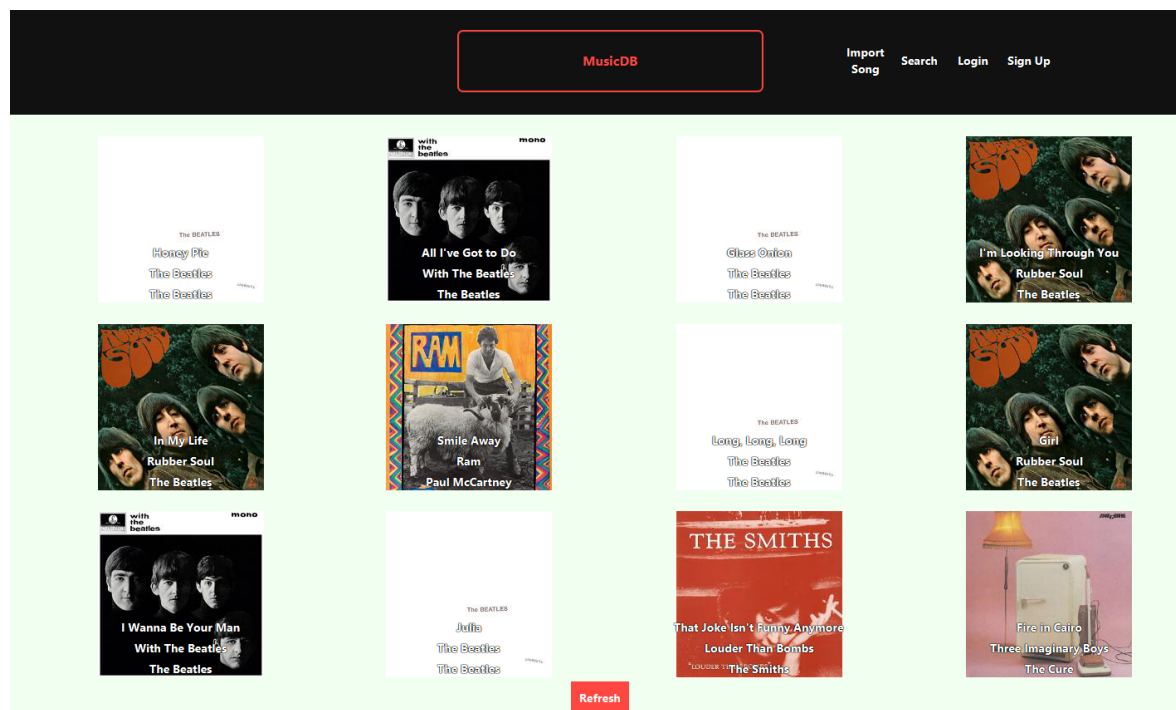 MusicDB
Import
Song
Search
Login
Sign Up
The BEATLES
Honey Pie
The Beatles
The Beatles
with
the
beatles
mono
All I've Got to Do
With The Beatles
The Beatles
The BEATLES
Glass Onion
The Beatles
The Beatles
I'm Looking Through You
Rubber Soul
The Beatles
In My Life
Rubber Soul
The Beatles
RAM
Smile Away
Ram
Paul McCartney
The BEATLES
Long, Long, Long
The Beatles
The Beatles
Girl
Rubber Soul
The Beatles
with
the
beatles
mono
I Wanna Be Your Man
With The Beatles
The Beatles
The BEATLES
Julia
The Beatles
The Beatles
THE SMITHS
That Joke Isn't Funny Anymore
Louder Than Bombs
The Smiths
Fire in Cairo
Three Imaginary Boys
The Cure
Refresh